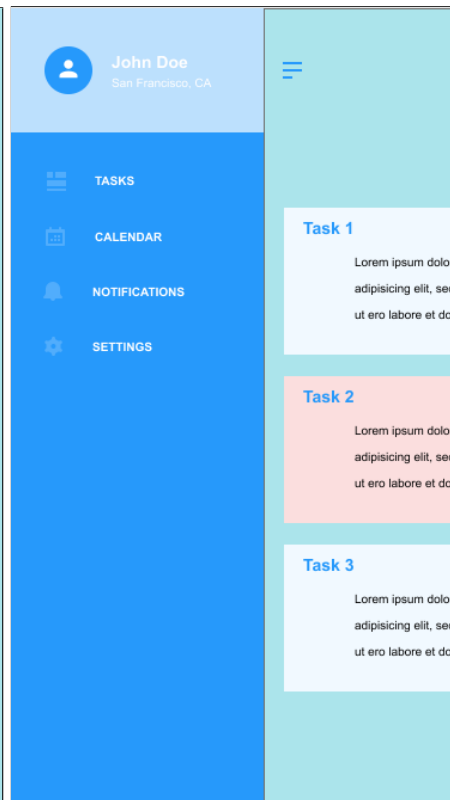 John Doe
San Francisco, CA
TASKS
CALENDAR
NOTIFICATIONS
SETTINGS
Task 1
Lorem ipsum dolo
adipisicing elit, se
ut ero labore et do
Task 2
Lorem ipsum dolo
adipisicing elit, se
ut ero labore et do
Task 3
Lorem ipsum dolo
adipisicing elit, se
ut ero labore et do